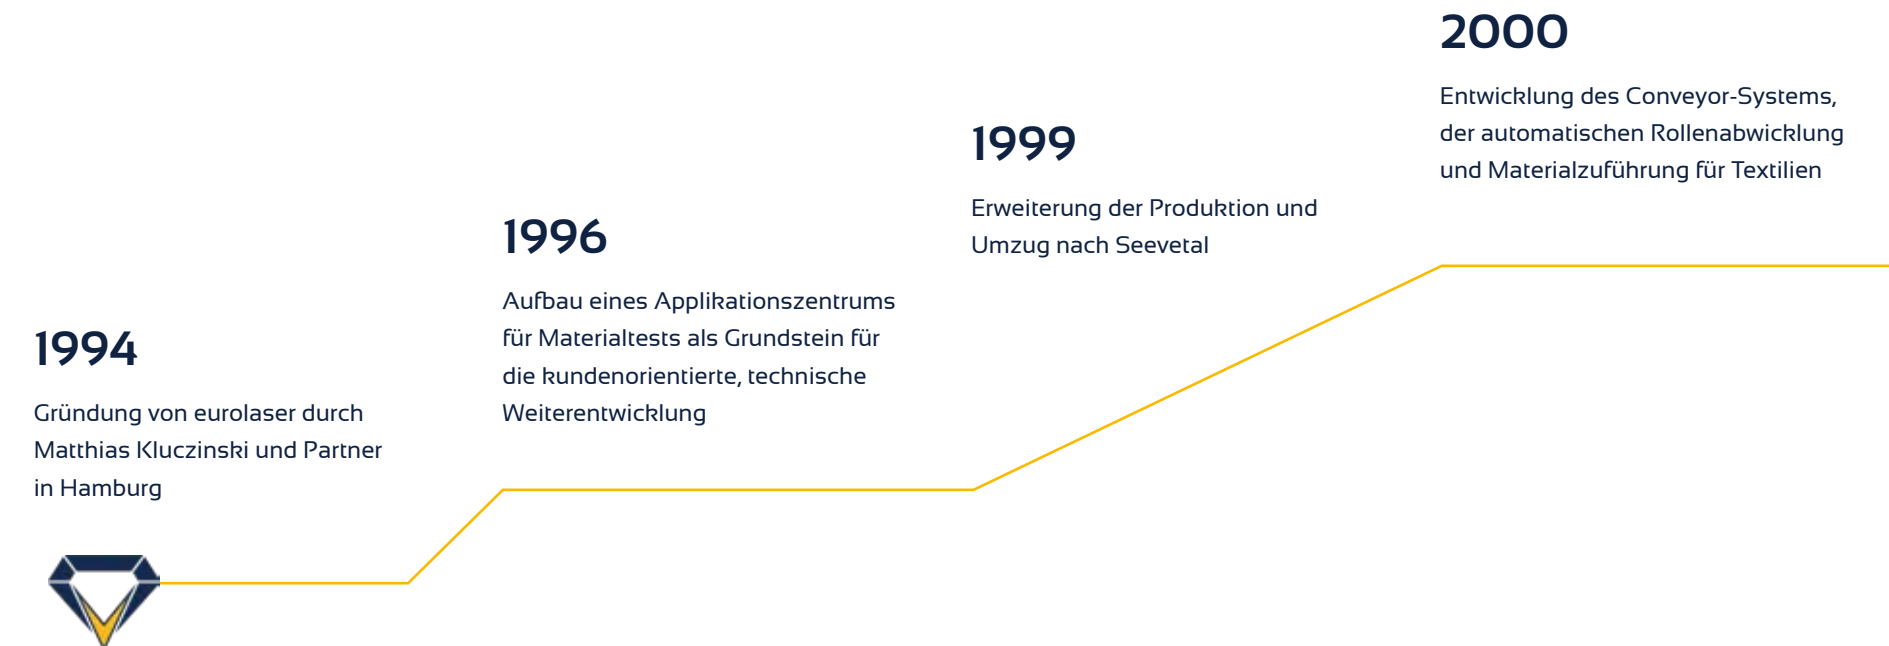 1994
Gründung von eurolaser durch
Matthias Kluczinski und Partner
in Hamburg
1996
Aufbau eines Applikationszentrums
für Materialtests als Grundstein für
die kundenorientierte, technische
Weiterentwicklung
1999
Erweiterung der Produktion und
Umzug nach Seevetal
2000
Entwicklung des Conveyor-Systems,
der automatischen Rollenabwicklung
und Materialzuführung für Textilien